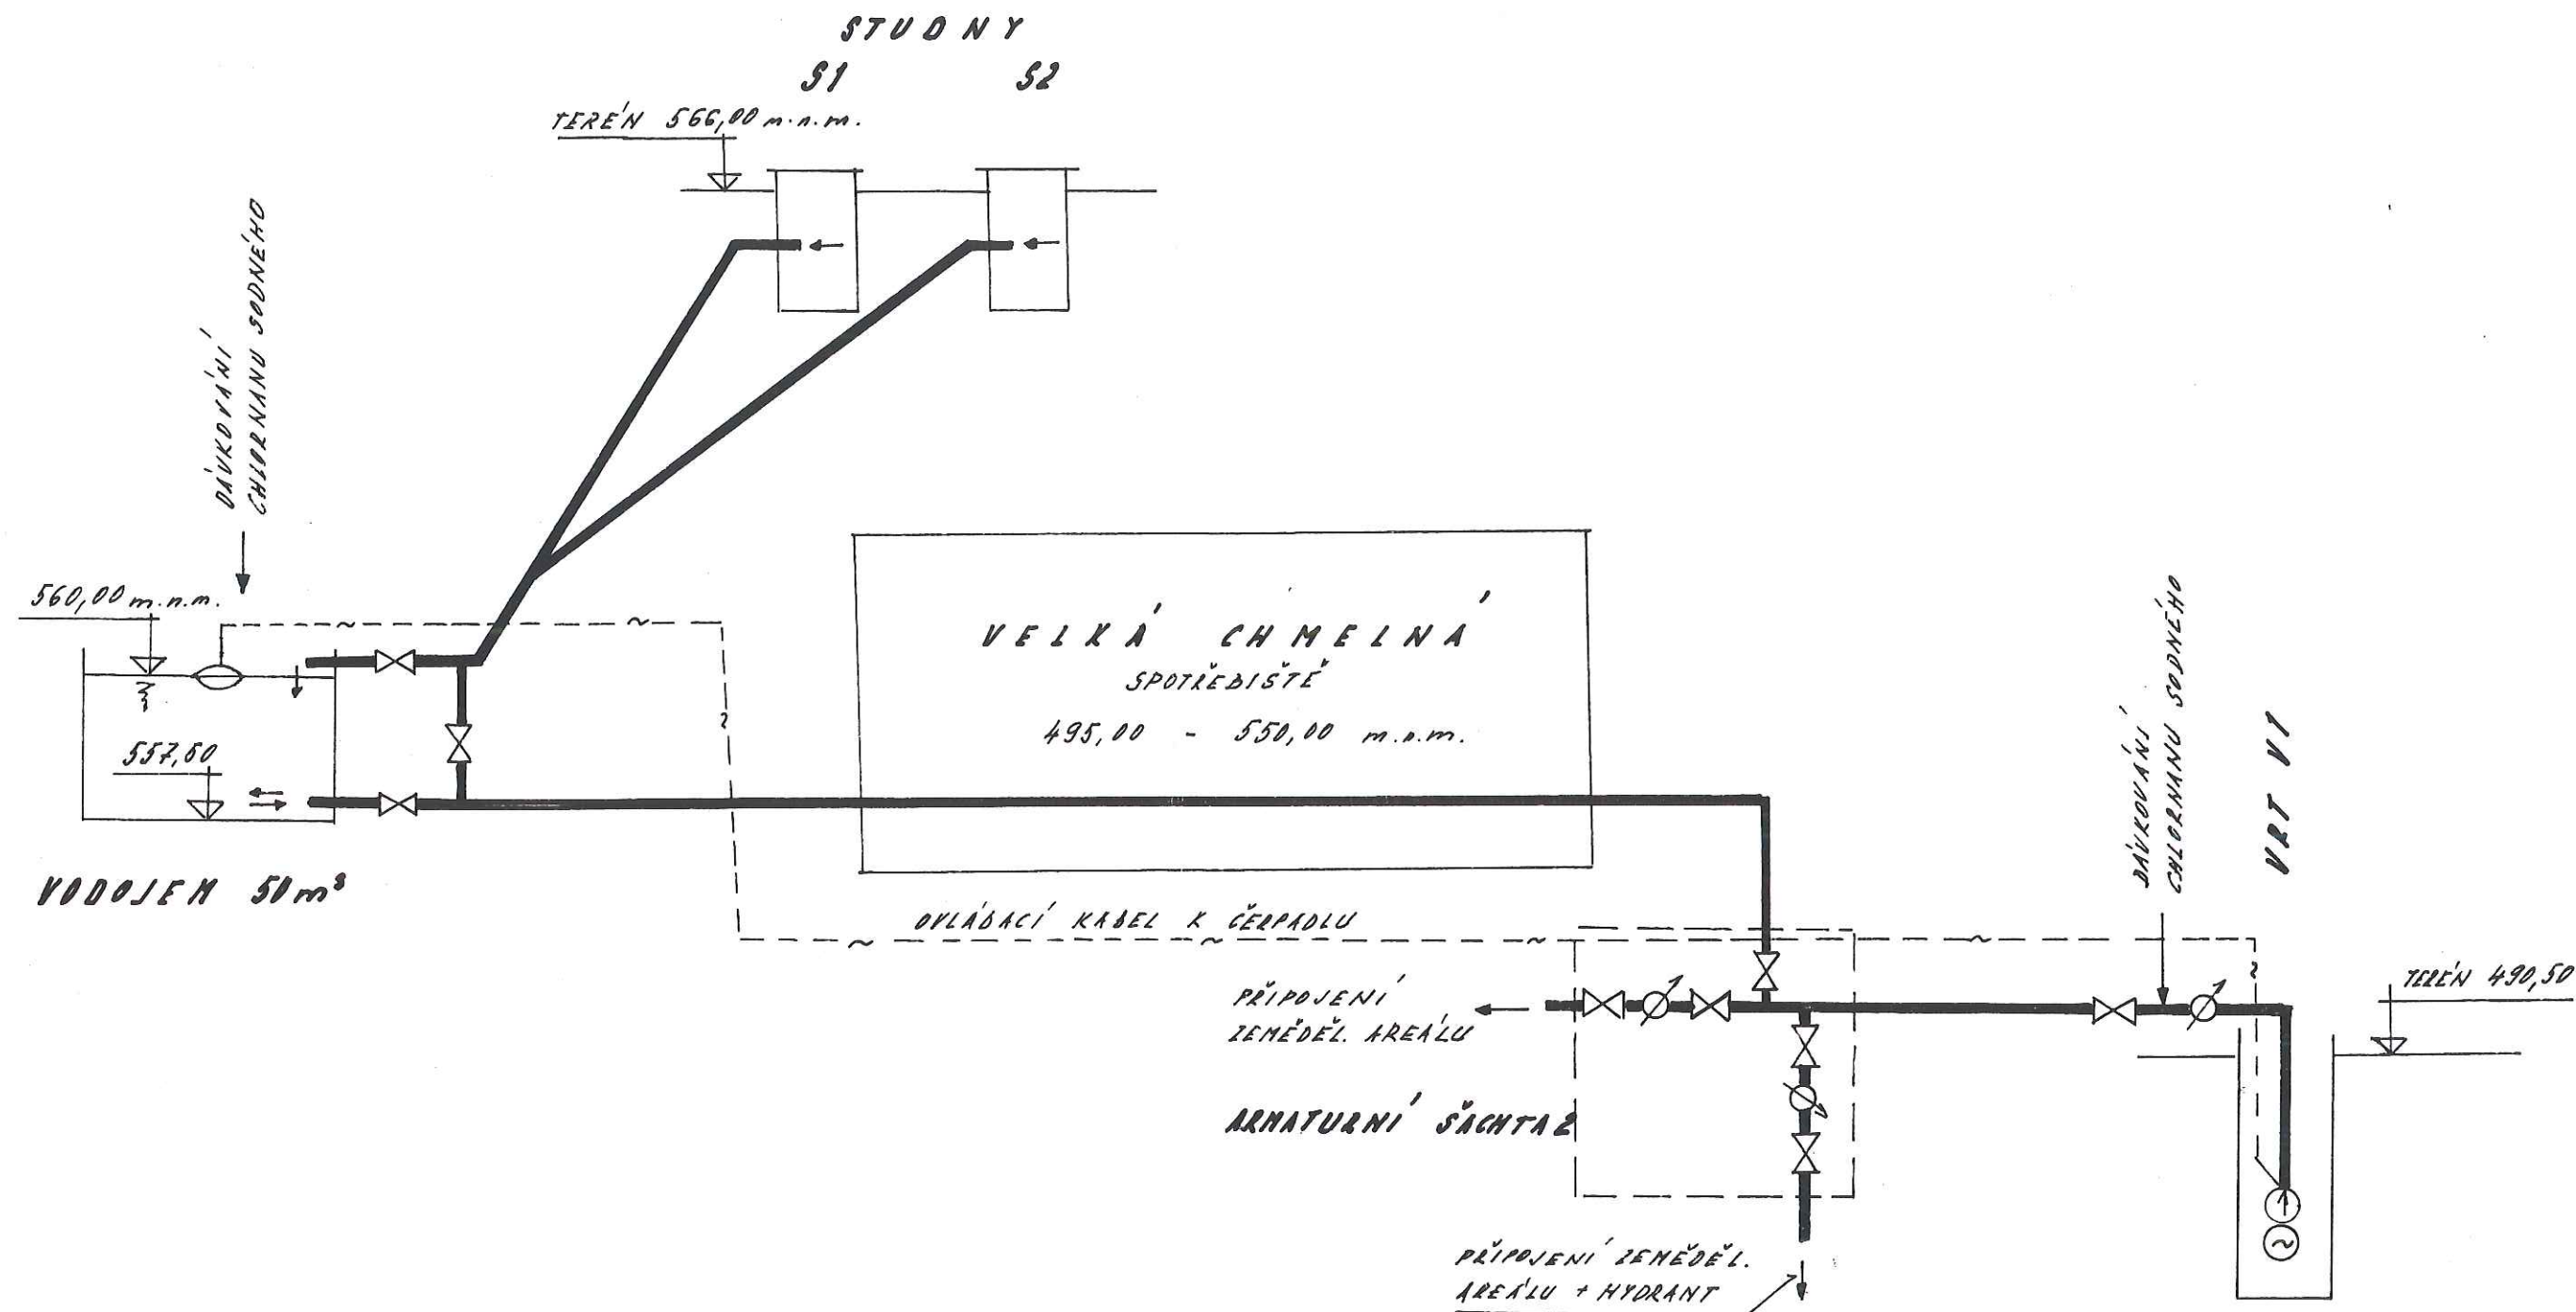 STUDNY
S1 S2
TERÉN 566,00 m.n.m.
DÁVKOVÁNÍ
CHLORNANU SODNÉHO
560,00 m.n.m.
557,60
VODOJEM 50 m³
VELKÁ CHMELNÁ
SPOTŘEBIŠTĚ
495,00 - 550,00 m.n.m.
OVLÁDACÍ KABEL K ČERPADLU
PŘIPOJENÍ
ZEMĚDĚL. AREÁLU
ARMATURNÍ ŠACHTA 2
PŘIPOJENÍ ZEMĚDĚL.
AREÁLU + HYDRANT
DÁVKOVÁNÍ
CHLORNANU SODNÉHO
VRT V1
TERÉN 490,50